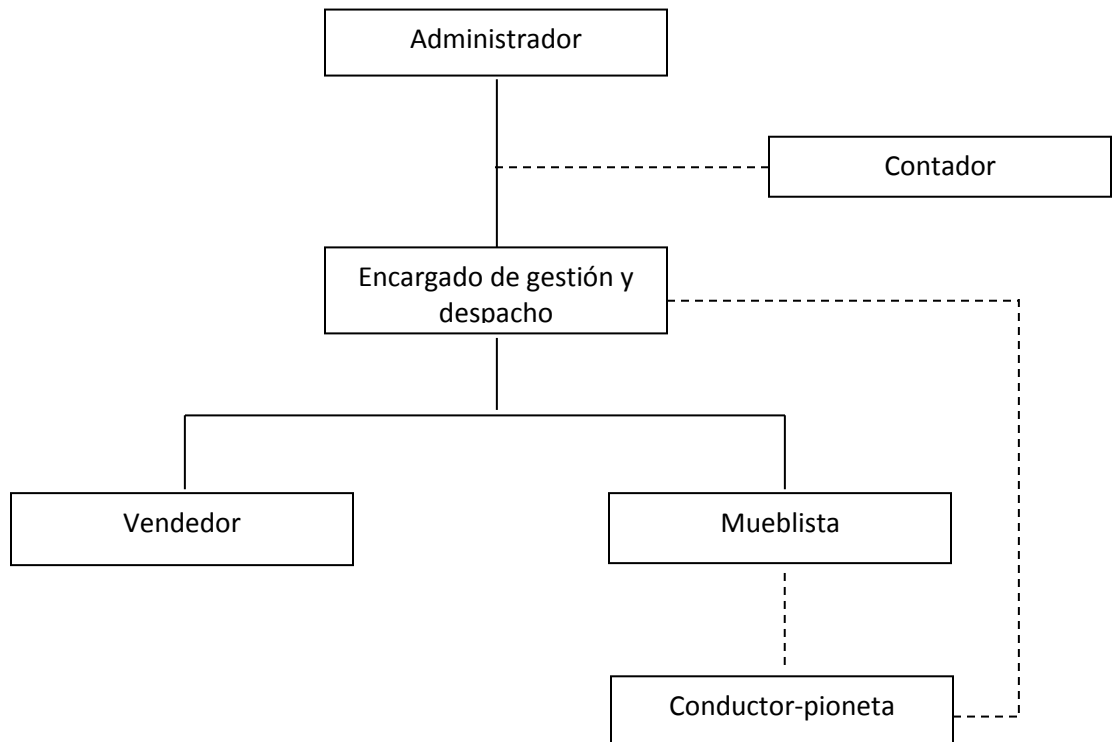 Administrador
Contador
Encargado de gestión y
despacho
Vendedor
Mueblista
Conductor-pioneta